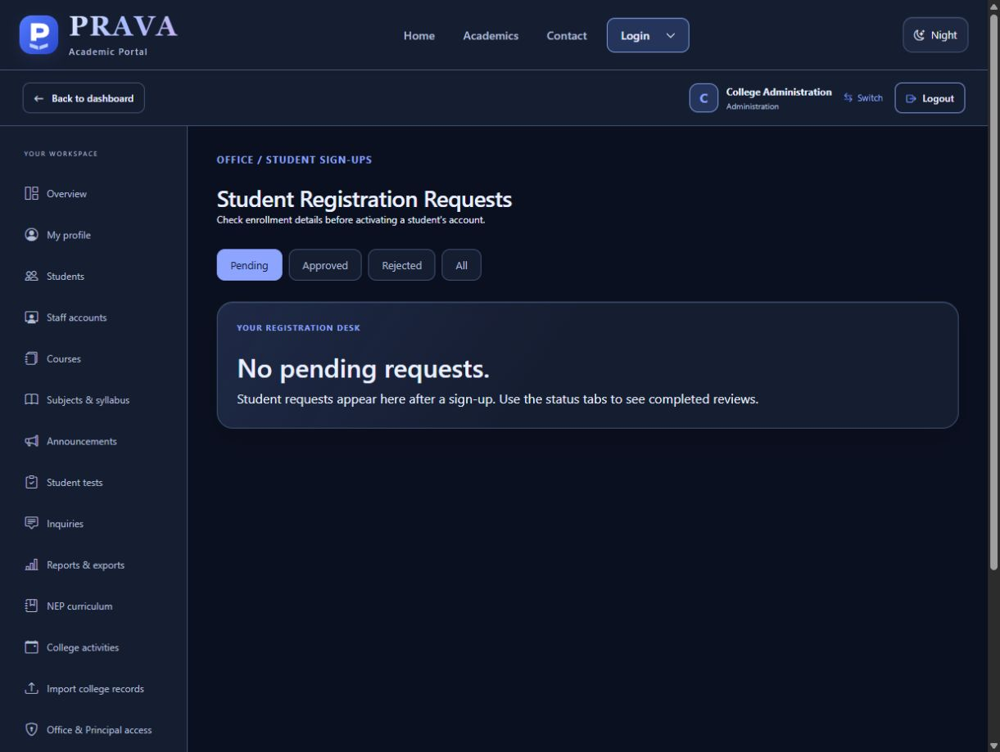 P
PRAVA
Academic Portal
Home
Academics
Contact
Login
Night
Back to dashboard
C
College Administration
Administration
Switch
Logout
YOUR WORKSPACE
Overview
My profile
Students
Staff accounts
Courses
Subjects & syllabus
Announcements
Student tests
Inquiries
Reports & exports
NEP curriculum
College activities
Import college records
Office & Principal access
OFFICE / STUDENT SIGN-UPS
Student Registration Requests
Check enrollment details before activating a student's account.
Pending
Approved
Rejected
All
YOUR REGISTRATION DESK
No pending requests.
Student requests appear here after a sign-up. Use the status tabs to see completed reviews.